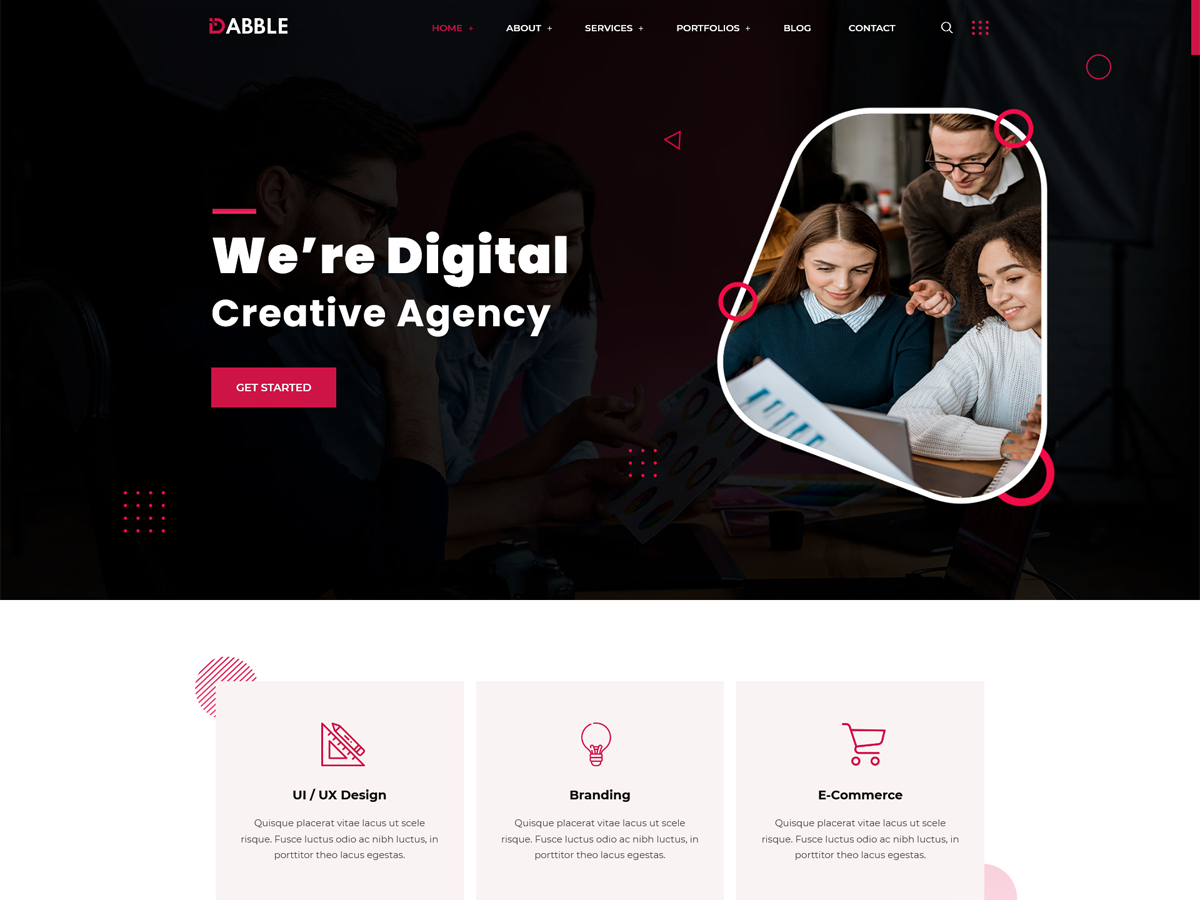 DABBLE
HOME + ABOUT + SERVICES + PORTFOLIOS + BLOG CONTACT
We’re Digital
Creative Agency
GET STARTED
UI / UX Design
Quisque placerat vitae lacus ut scele
risque. Fusce luctus odio ac nibh luctus, in
porttitor theo lacus egestas.
Branding
Quisque placerat vitae lacus ut scele
risque. Fusce luctus odio ac nibh luctus, in
porttitor theo lacus egestas.
E-Commerce
Quisque placerat vitae lacus ut scele
risque. Fusce luctus odio ac nibh luctus, in
porttitor theo lacus egestas.